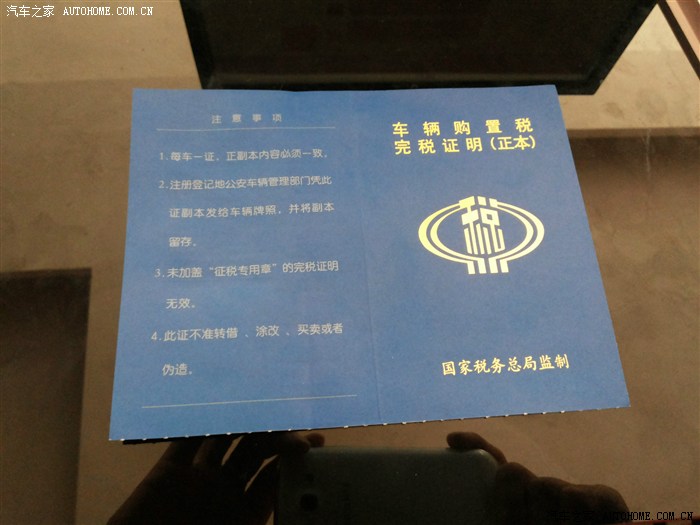 汽车之家 AUTOHOME.COM.CN
注意事项
1.每车一证，正副本内容必须一致。
2.注册登记地公安车辆管理部门凭此
证副本发给车辆牌照，并将副本
留存。
3.未加盖“征税专用章”的完税证明
无效。
4.此证不准转借、涂改、买卖或者
伪造。
车辆购置税
完税证明(正本)
税
国家税务总局监制
汽车之家 AUTOHOME.COM.CN